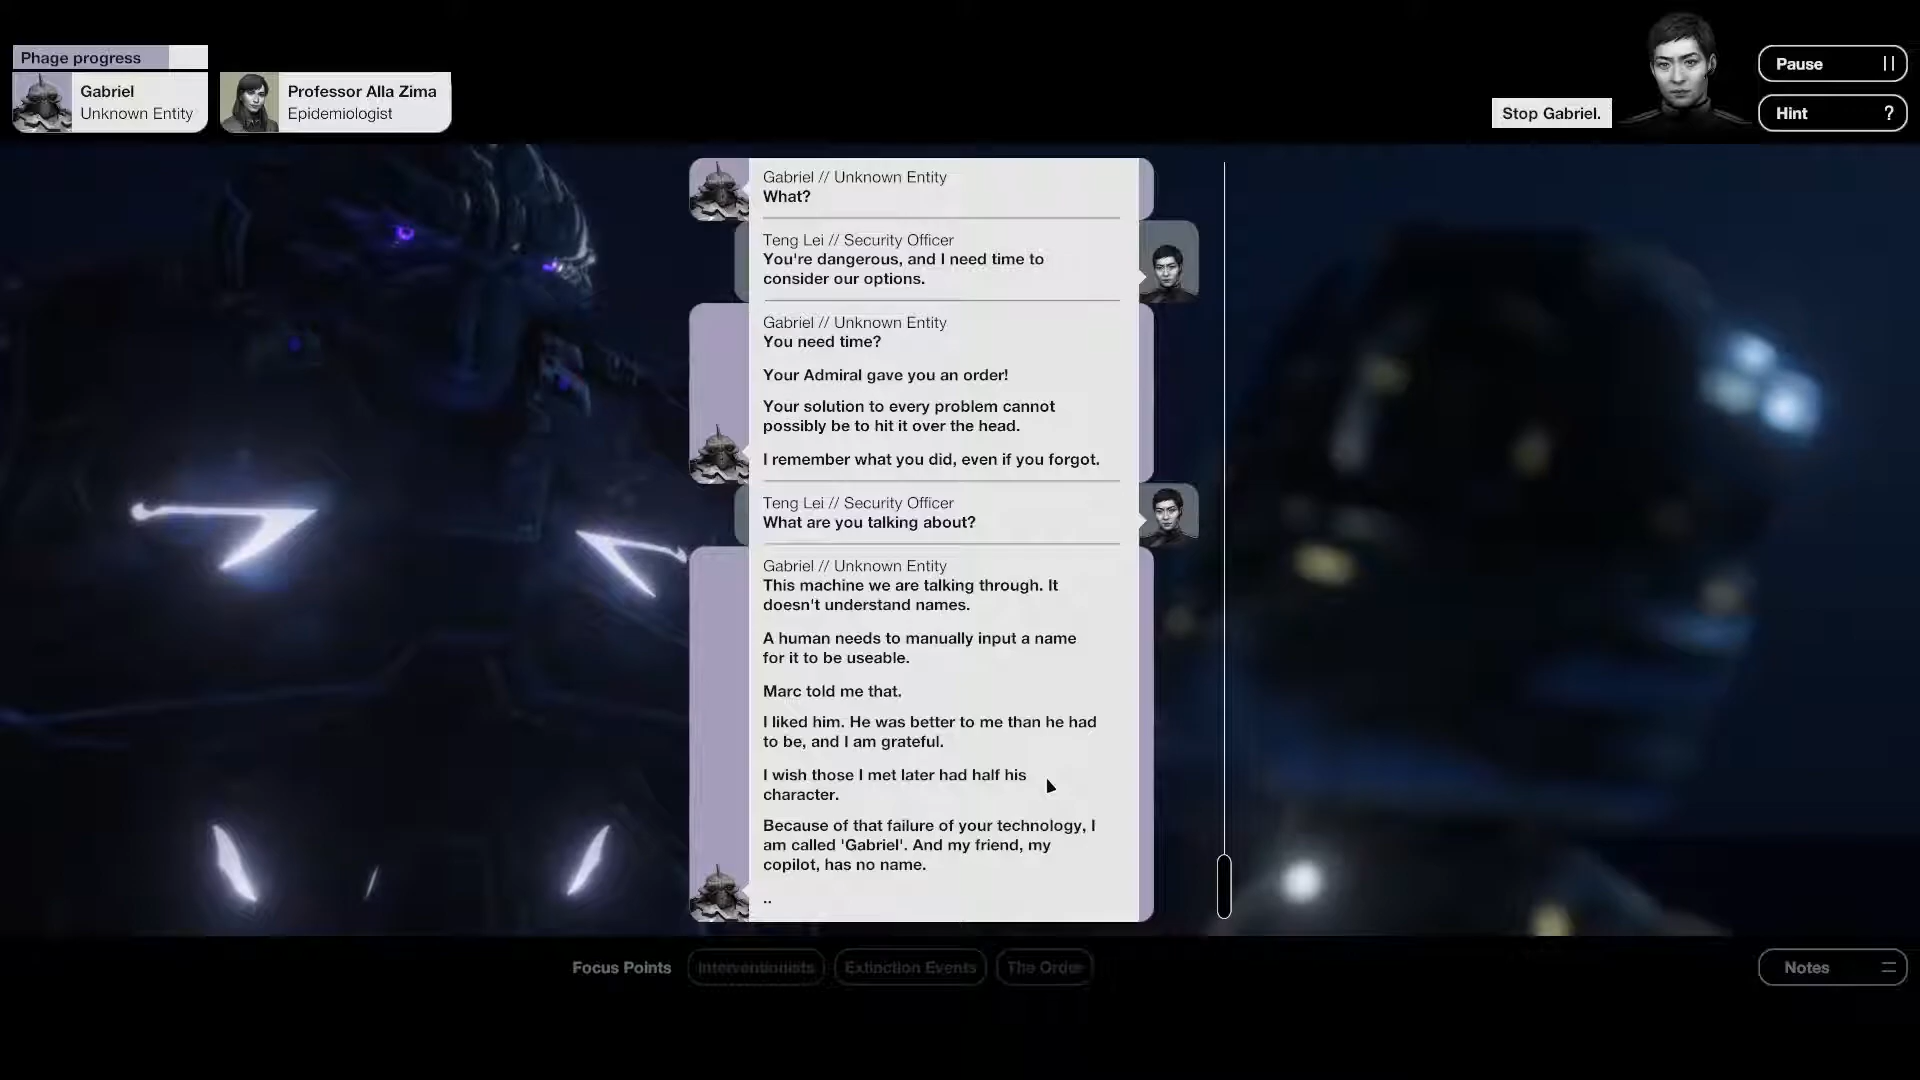 Phage progress
Gabriel
Unknown Entity
Professor Alla Zima
Epidemiologist
Stop Gabriel.
Pause
Hint ?
Gabriel // Unknown Entity
What?
Teng Lei // Security Officer
You're dangerous, and I need time to
consider our options.
Gabriel // Unknown Entity
You need time?
Your Admiral gave you an order!
Your solution to every problem cannot
possibly be to hit it over the head.
I remember what you did, even if you forgot.
Teng Lei // Security Officer
What are you talking about?
Gabriel // Unknown Entity
This machine we are talking through. It
doesn't understand names.
A human needs to manually input a name
for it to be useable.
Marc told me that.
I liked him. He was better to me than he had
to be, and I am grateful.
I wish those I met later had half his
character.
Because of that failure of your technology, I
am called 'Gabriel'. And my friend, my
copilot, has no name.
..
Focus Points
Interventionists
Extinction Events
The Order
Notes